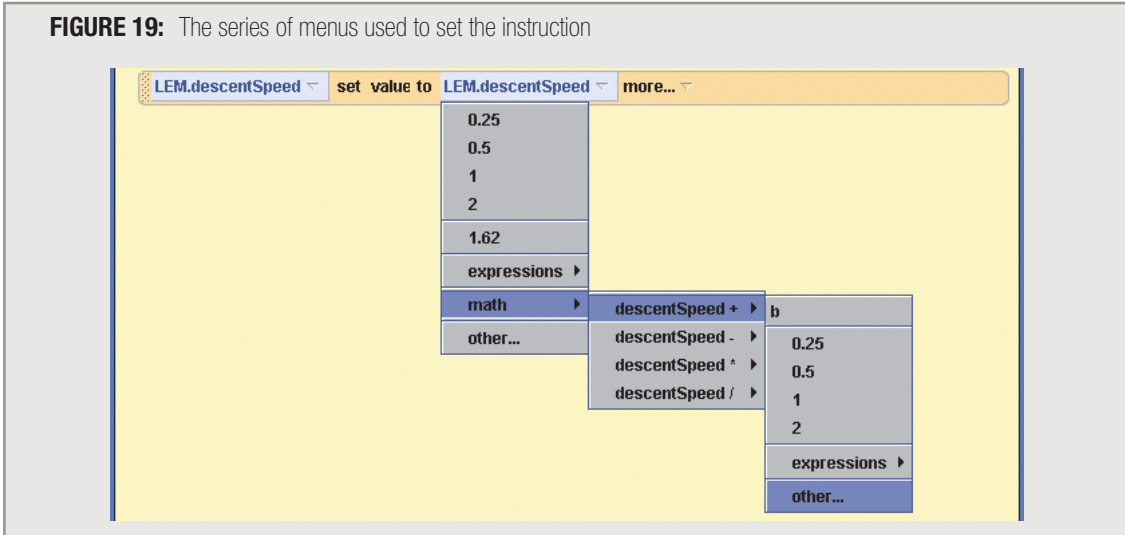 FIGURE 19: The series of menus used to set the instruction
LEM.descentSpeed set value to LEM.descentSpeed more...
0.25
0.5
1
2
1.62
expressions
math
other...
descentSpeed +
descentSpeed -
descentSpeed *
descentSpeed /
b
0.25
0.5
1
2
expressions
other...